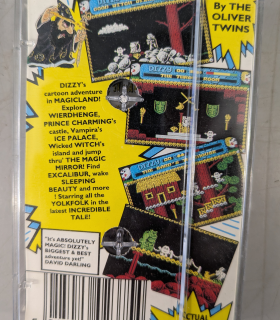 By THE
OLIVER
TWINS
DIZZY's
cartoon adventure
in MAGICLAND!
Explore
WIERDHENGE,
PRINCE CHARMING's
castle, Vampira's
ICE PALACE,
Wicked WITCH's
island and jump
thru' THE MAGIC
MIRROR! Find
EXCALIBUR, wake
SLEEPING
BEAUTY and more
! Starring all the
YOLKFOLK in the
latest INCREDIBLE
TALE!
"It's ABSOLUTELY
MAGIC! DIZZY's
BIGGEST & BEST
adventure yet!"
DAVID DARLING